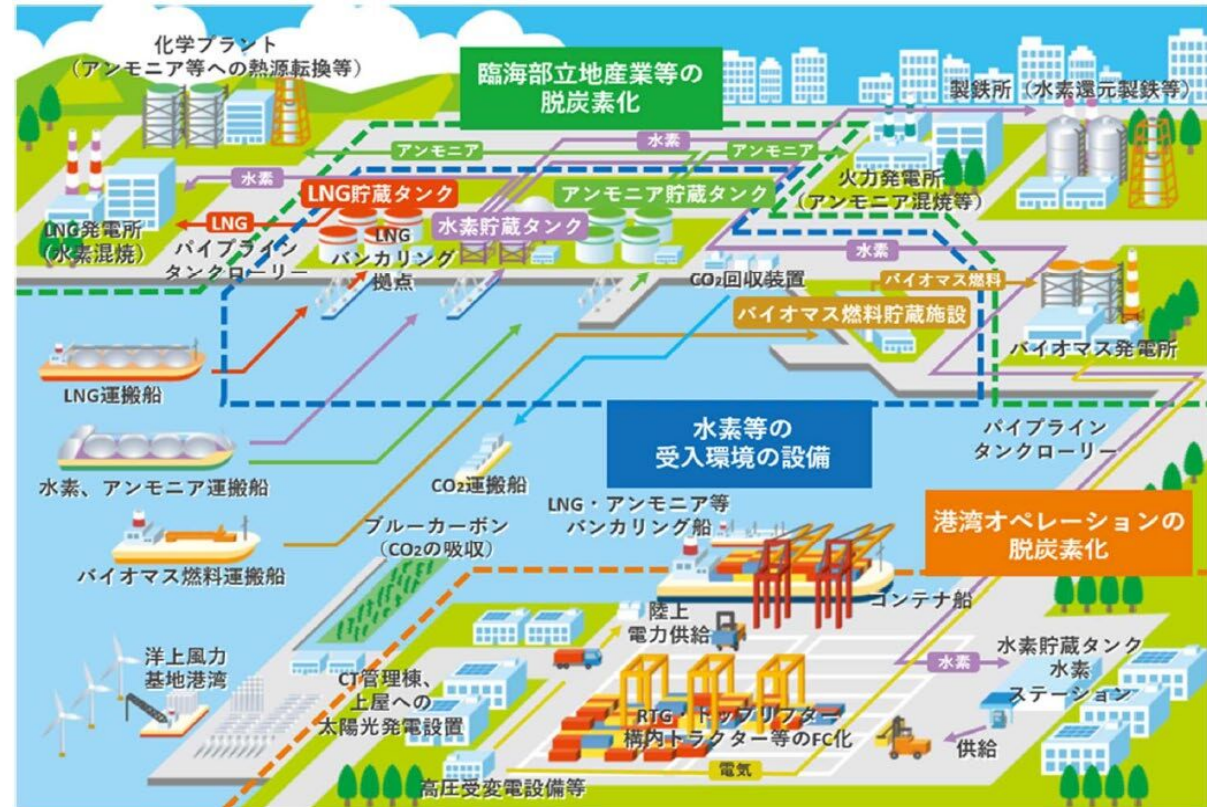 化学プラント
（アンモニア等への熱源転換等）
臨海部立地産業等の
脱炭素化
製鉄所（水素還元製鉄等）
水素
アンモニア
アンモニア
水素
LNG貯蔵タンク
アンモニア貯蔵タンク
火力発電所
（アンモニア混焼等）
LNG
水素貯蔵タンク
LNG発電所
（水素混焼）
パイプライン
タンクローリー
LNG
バンカリング
拠点
水素
CO₂回収装置
バイオマス燃料
バイオマス燃料貯蔵施設
バイオマス発電所
LNG運搬船
水素等の
受入環境の設備
パイプライン
タンクローリー
水素、アンモニア運搬船
CO₂運搬船
LNG・アンモニア等
バンカリング船
港湾オペレーションの
脱炭素化
ブルーカーボン
（CO₂の吸収）
バイオマス燃料運搬船
コンテナ船
陸上
電力供給
洋上風力
基地港湾
水素
水素貯蔵タンク
水素
ステーション
CT管理棟、
上屋への
太陽光発電設置
RTG・トップリフター
構内トラクター等のFC化
供給
電気
高圧受変電設備等